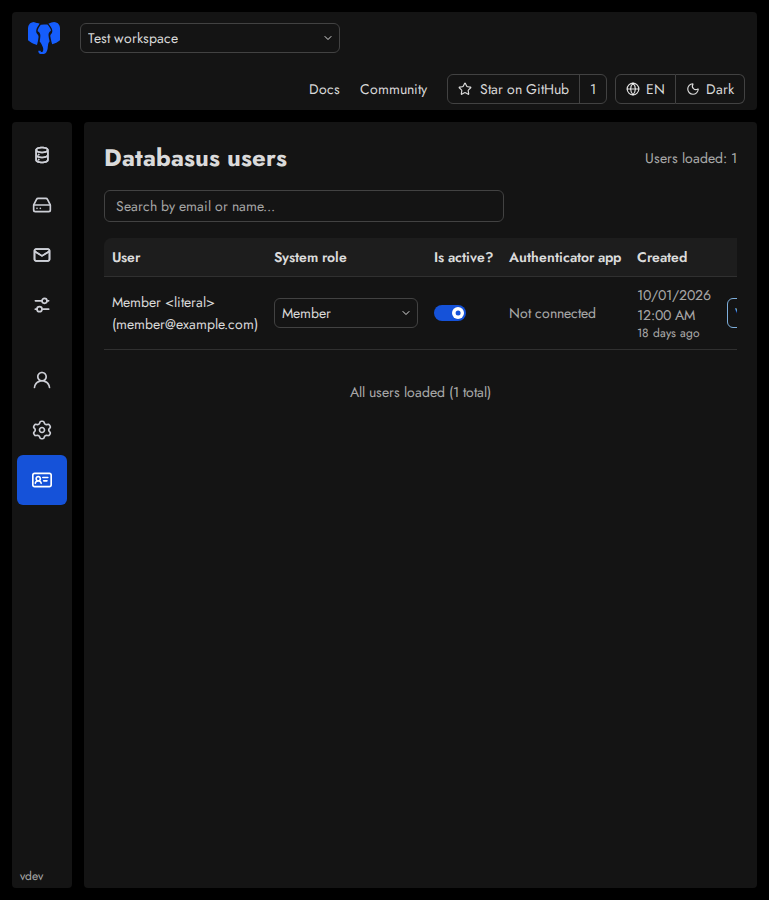 Test workspace
Docs Community Star on GitHub 1 EN Dark
Databasus users Users loaded: 1
Search by email or name...
User System role Is active? Authenticator app Created
Member <literal>
(member@example.com)
Member
Not connected
10/01/2026
12:00 AM
18 days ago
All users loaded (1 total)
vdev